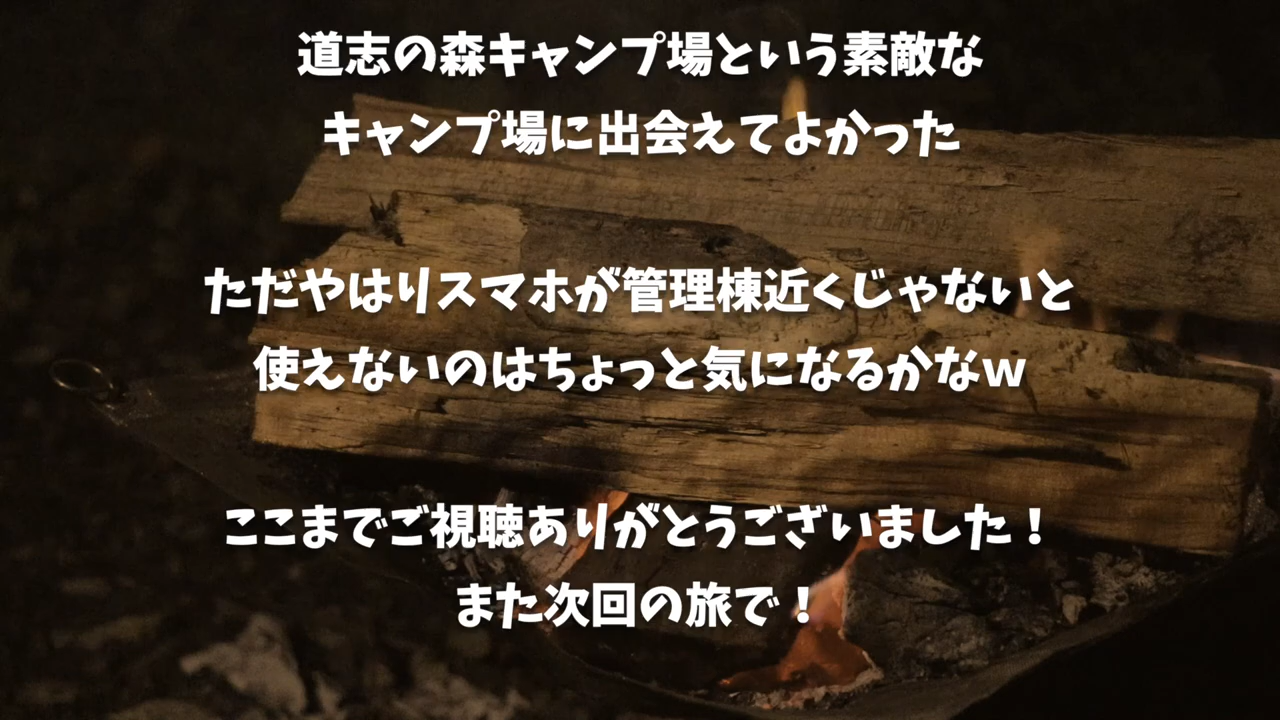 道志の森キャンプ場という素敵な
キャンプ場に出会えてよかった
ただやはりスマホが管理棟近くじゃないと
使えないのはちょっと気になるかなw
ここまでご視聴ありがとうございました！
また次回の旅で！